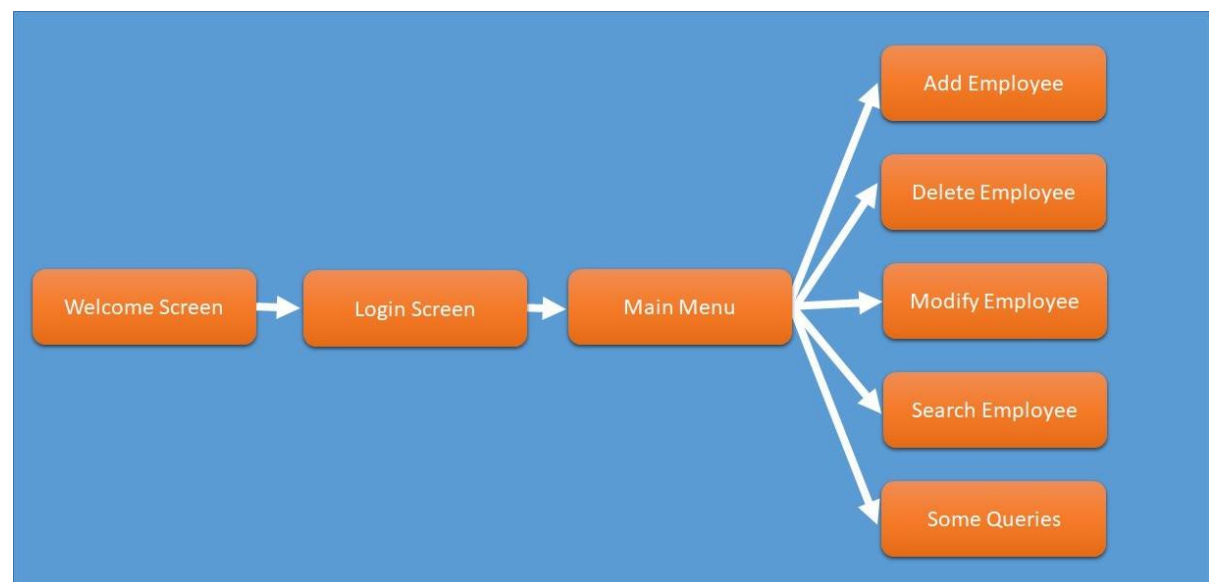 Welcome Screen
Login Screen
Main Menu
Add Employee
Delete Employee
Modify Employee
Search Employee
Some Queries